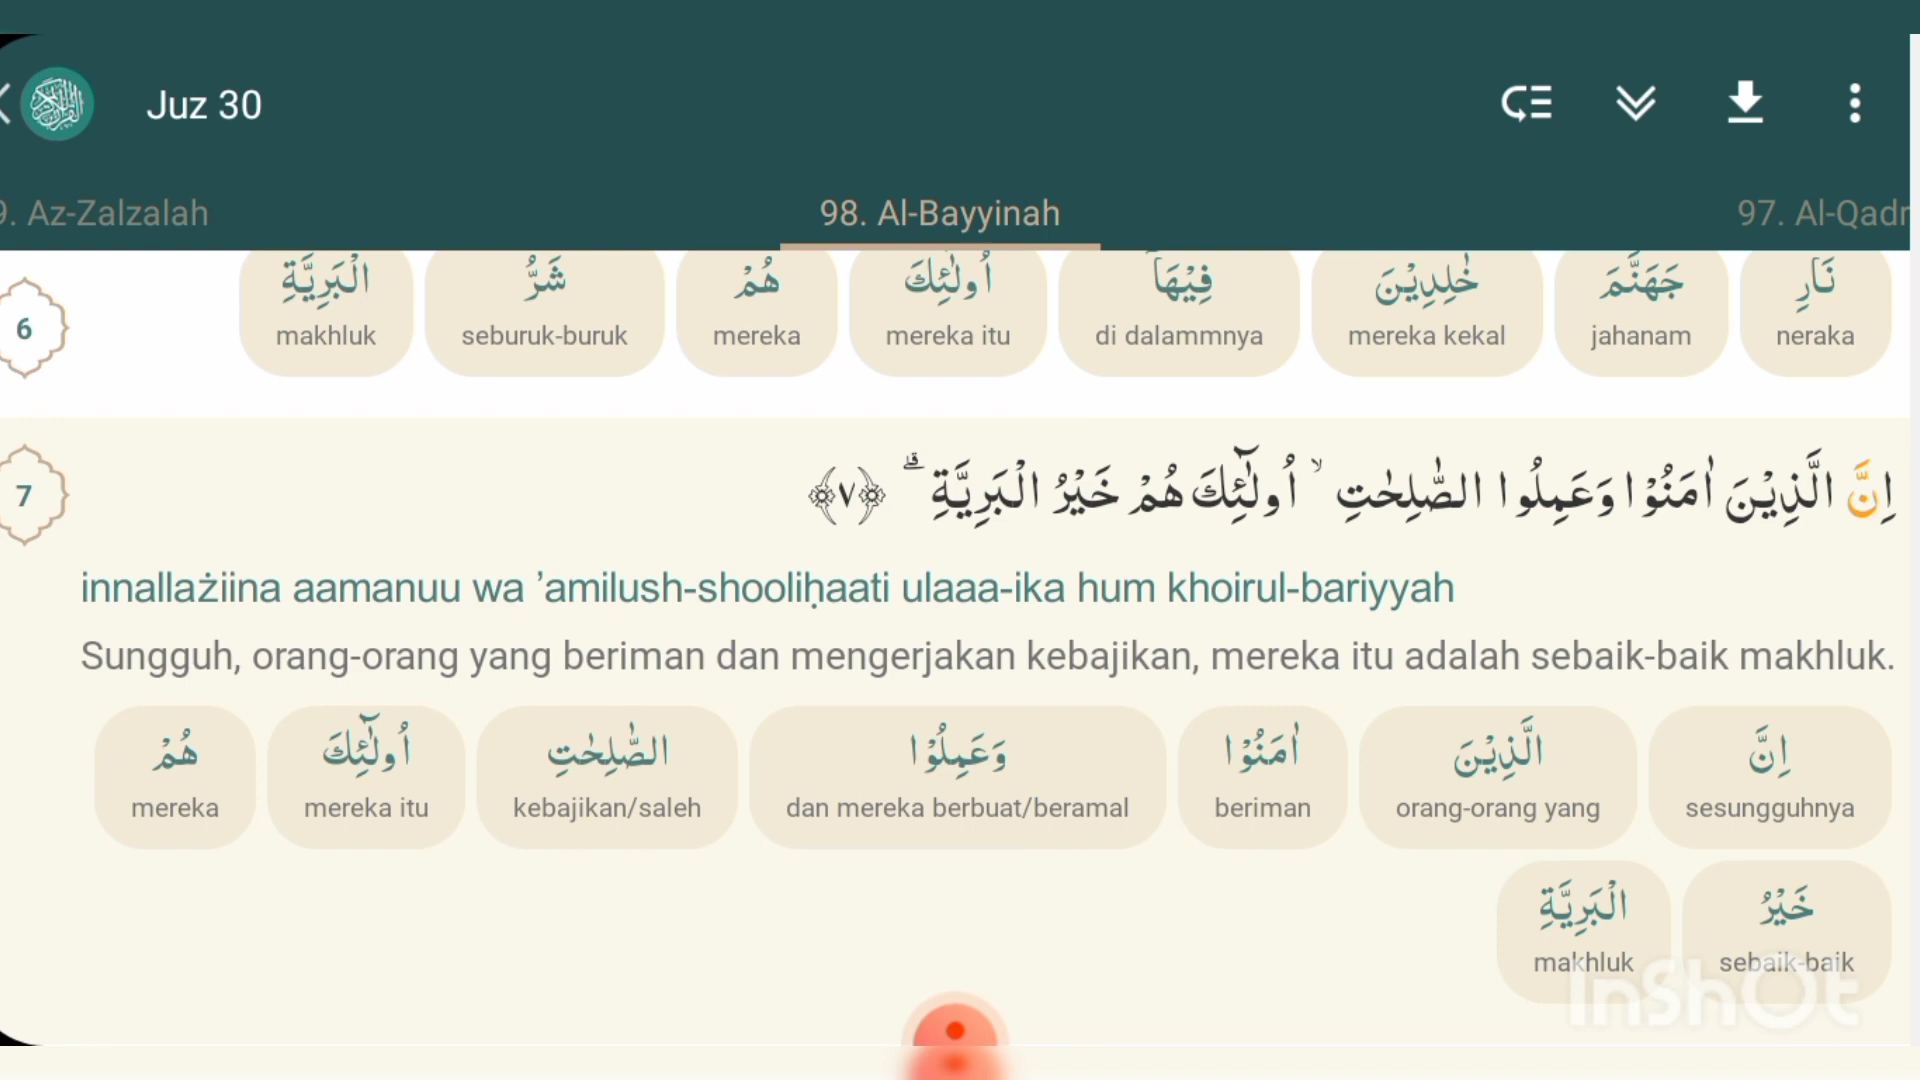 Juz 30
9. Az-Zalzalah 98. Al-Bayyinah 97. Al-Qadr
نَارِ جَهَنَّمَ خٰلِدِيْنَ فِيْهَاۗ اُولٰۤىِٕكَ هُمْ شَرُّ الْبَرِيَّةِ
neraka jahanam mereka kekal di dalammnya mereka itu mereka seburuk-buruk makhluk
6
7
اِنَّ الَّذِيْنَ اٰمَنُوْا وَعَمِلُوا الصّٰلِحٰتِ ۙ اُولٰۤىِٕكَ هُمْ خَيْرُ الْبَرِيَّةِ ۗ ﴿٧﴾
innallażiina aamanuu wa ’amilush-shooliḥaati ulaaa-ika hum khoirul-bariyyah
Sungguh, orang-orang yang beriman dan mengerjakan kebajikan, mereka itu adalah sebaik-baik makhluk.
اِنَّ الَّذِيْنَ اٰمَنُوْا وَعَمِلُوْا الصّٰلِحٰتِ اُولٰۤىِٕكَ هُمْ
sesungguhnya orang-orang yang beriman dan mereka berbuat/beramal kebajikan/saleh mereka itu mereka
خَيْرُ الْبَرِيَّةِ
sebaik-baik makhluk
InShOt